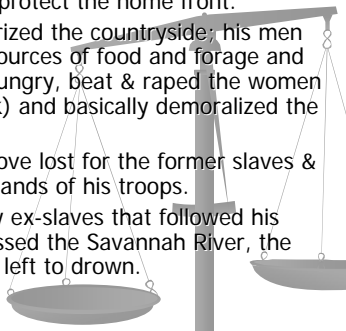 protect the home front.
rized the countryside; his men
ources of food and forage and
ungry, beat & raped the women
k) and basically demoralized the
ove lost for the former slaves &
ands of his troops.
y ex-slaves that followed his
ssed the Savannah River, the
left to drown.